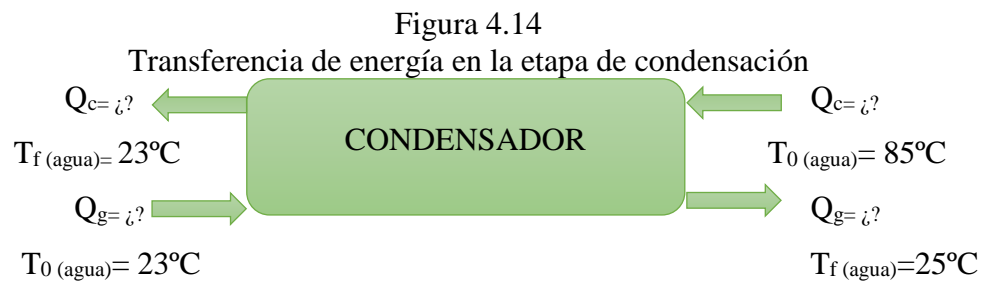 Figura 4.14
Transferencia de energía en la etapa de condensación
Qc= ¿? Qc= ¿?
CONDENSADOR
Tf (agua)= 23ºC T0 (agua)= 85ºC
Qg= ¿? Qg= ¿?
T0 (agua)= 23ºC Tf (agua)=25ºC